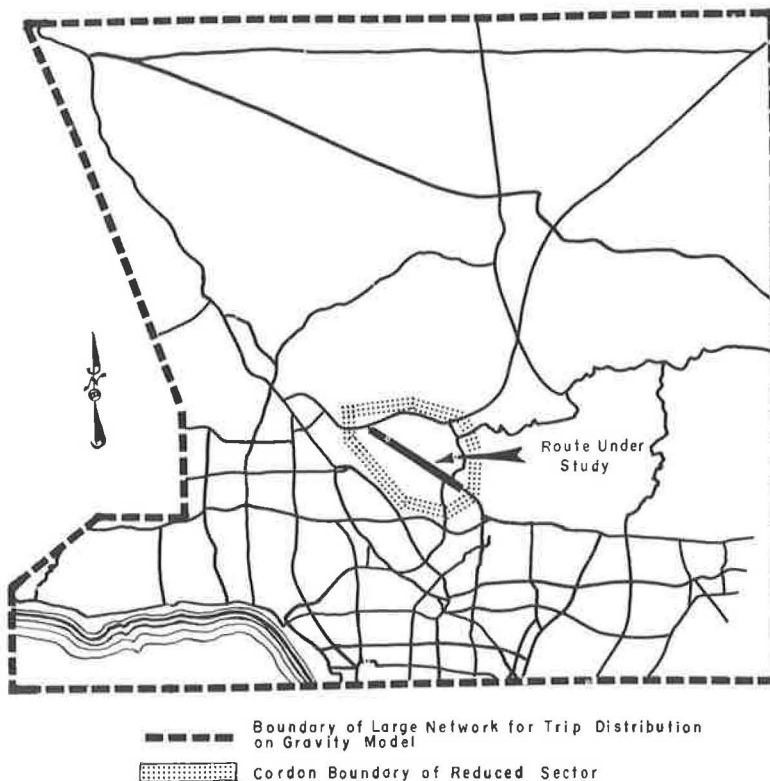 Route Under
Study
Boundary of Large Network for Trip Distribution
on Gravity Model
Cordon Boundary of Reduced Sector